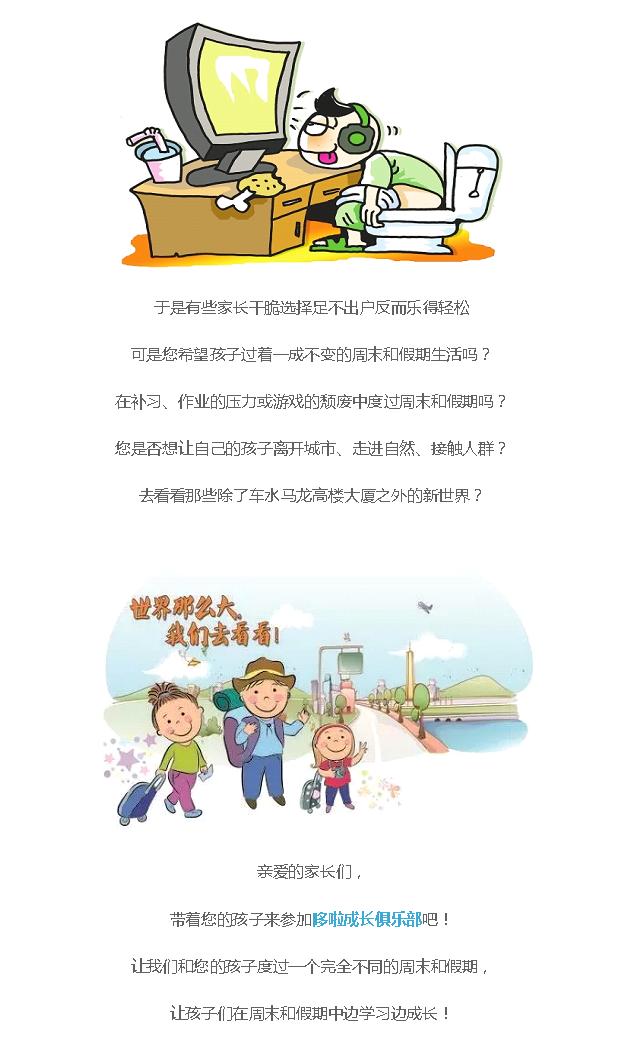 于是有些家长干脆选择足不出户反而乐得轻松
可是您希望孩子过着一成不变的周末和假期生活吗？
在补习、作业的压力或游戏的颓废中度过周末和假期吗？
您是否想让自己的孩子离开城市、走进自然、接触人群？
去看看那些除了车水马龙高楼大厦之外的新世界？
世界那么大,
我们去看看!
亲爱的家长们，
带着您的孩子来参加哆啦成长俱乐部吧！
让我们和您的孩子度过一个完全不同的周末和假期，
让孩子们在周末和假期中边学习边成长！